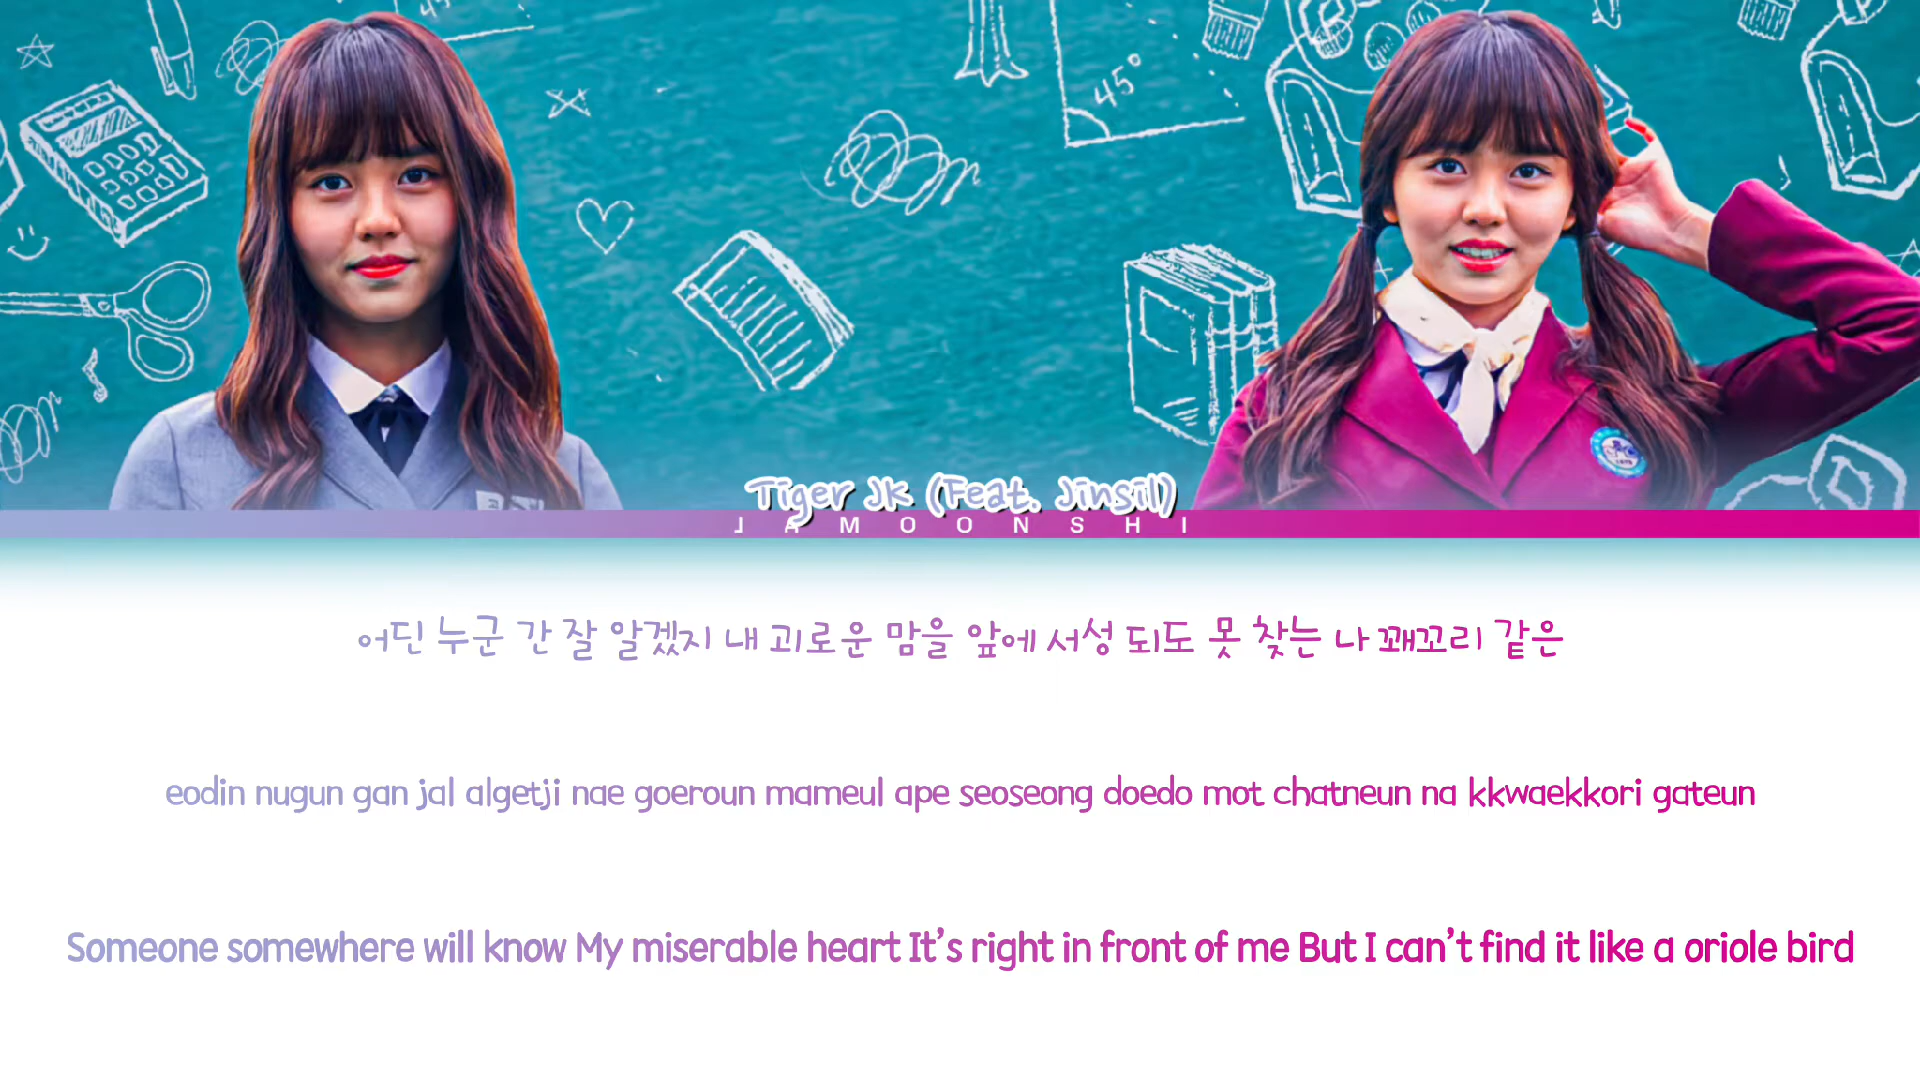 45°
Tiger JK (Feat. Jinsil)
JAMOONSHI
어딘 누군 간 잘 알겠지 내 괴로운 맘을 앞에 서성 되도 못 찾는 나 꽤꼬리 같은
eodin nugun gan jal algetji nae goeroun mameul ape seoseong doedo mot chatneun na kkwaekkori gateun
Someone somewhere will know My miserable heart It's right in front of me But I can't find it like a oriole bird